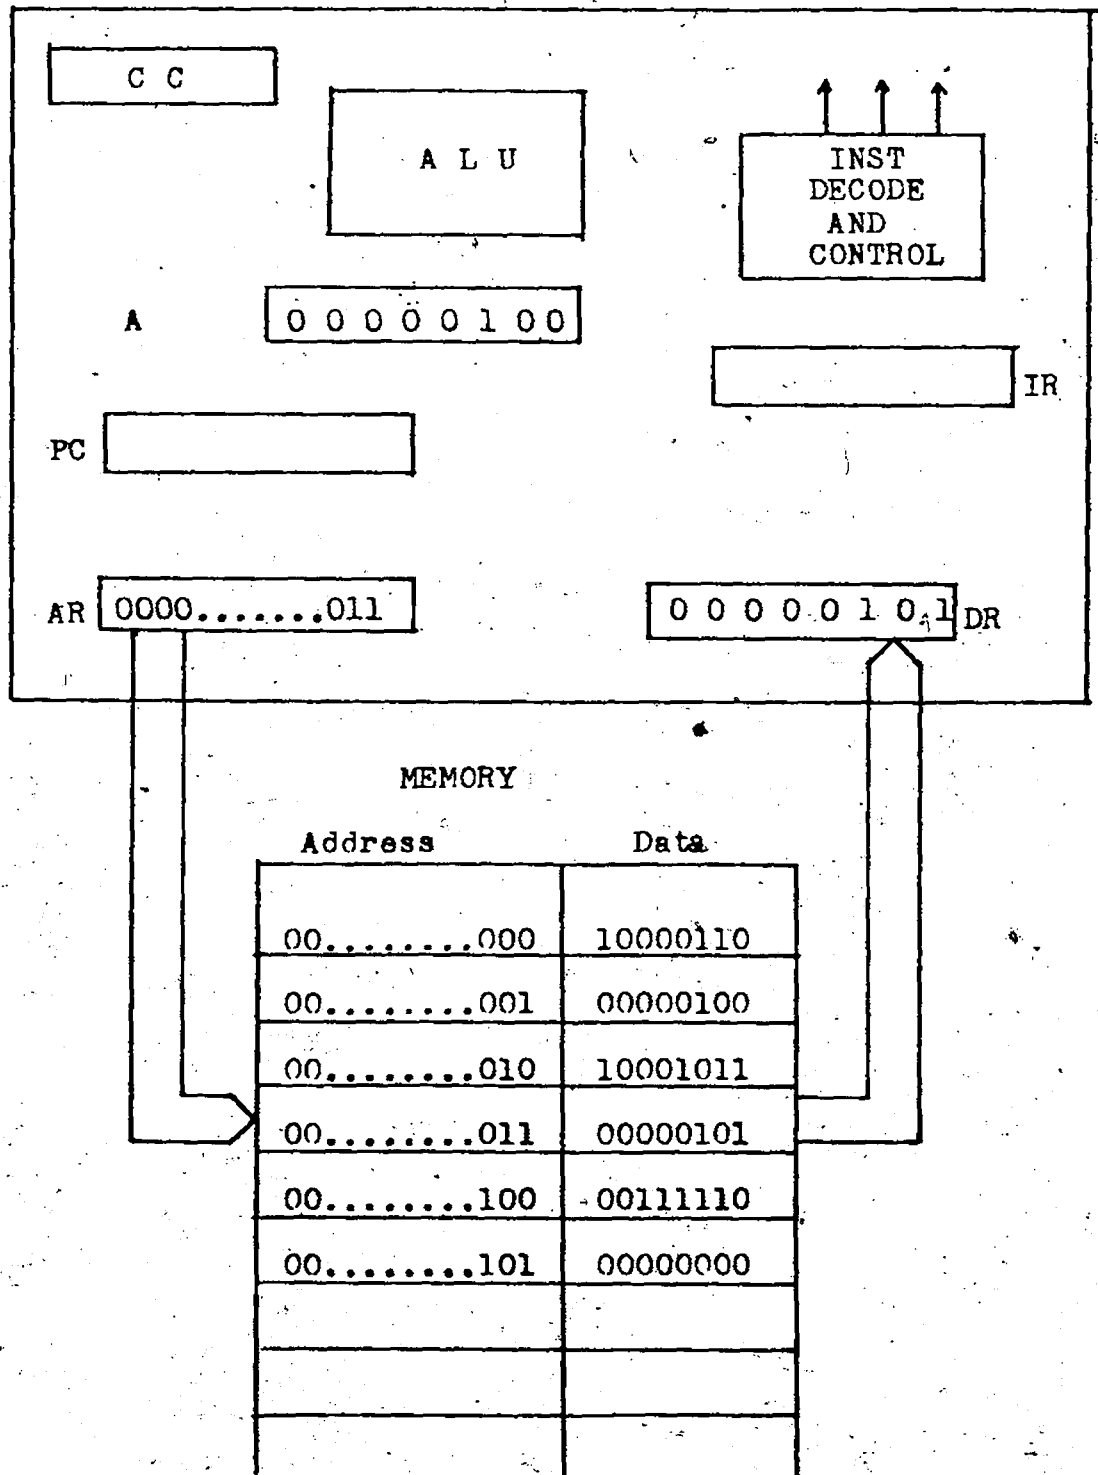 C C
A L U
INST
DECODE
AND
CONTROL
A 0 0 0 0 0 1 0 0
IR
PC
AR 0000.......011
0 0 0 0 0 1 0 1 DR
MEMORY
Address Data
00........000 10000110
00........001 00000100
00........010 10001011
00........011 00000101
00........100 00111110
00........101 00000000